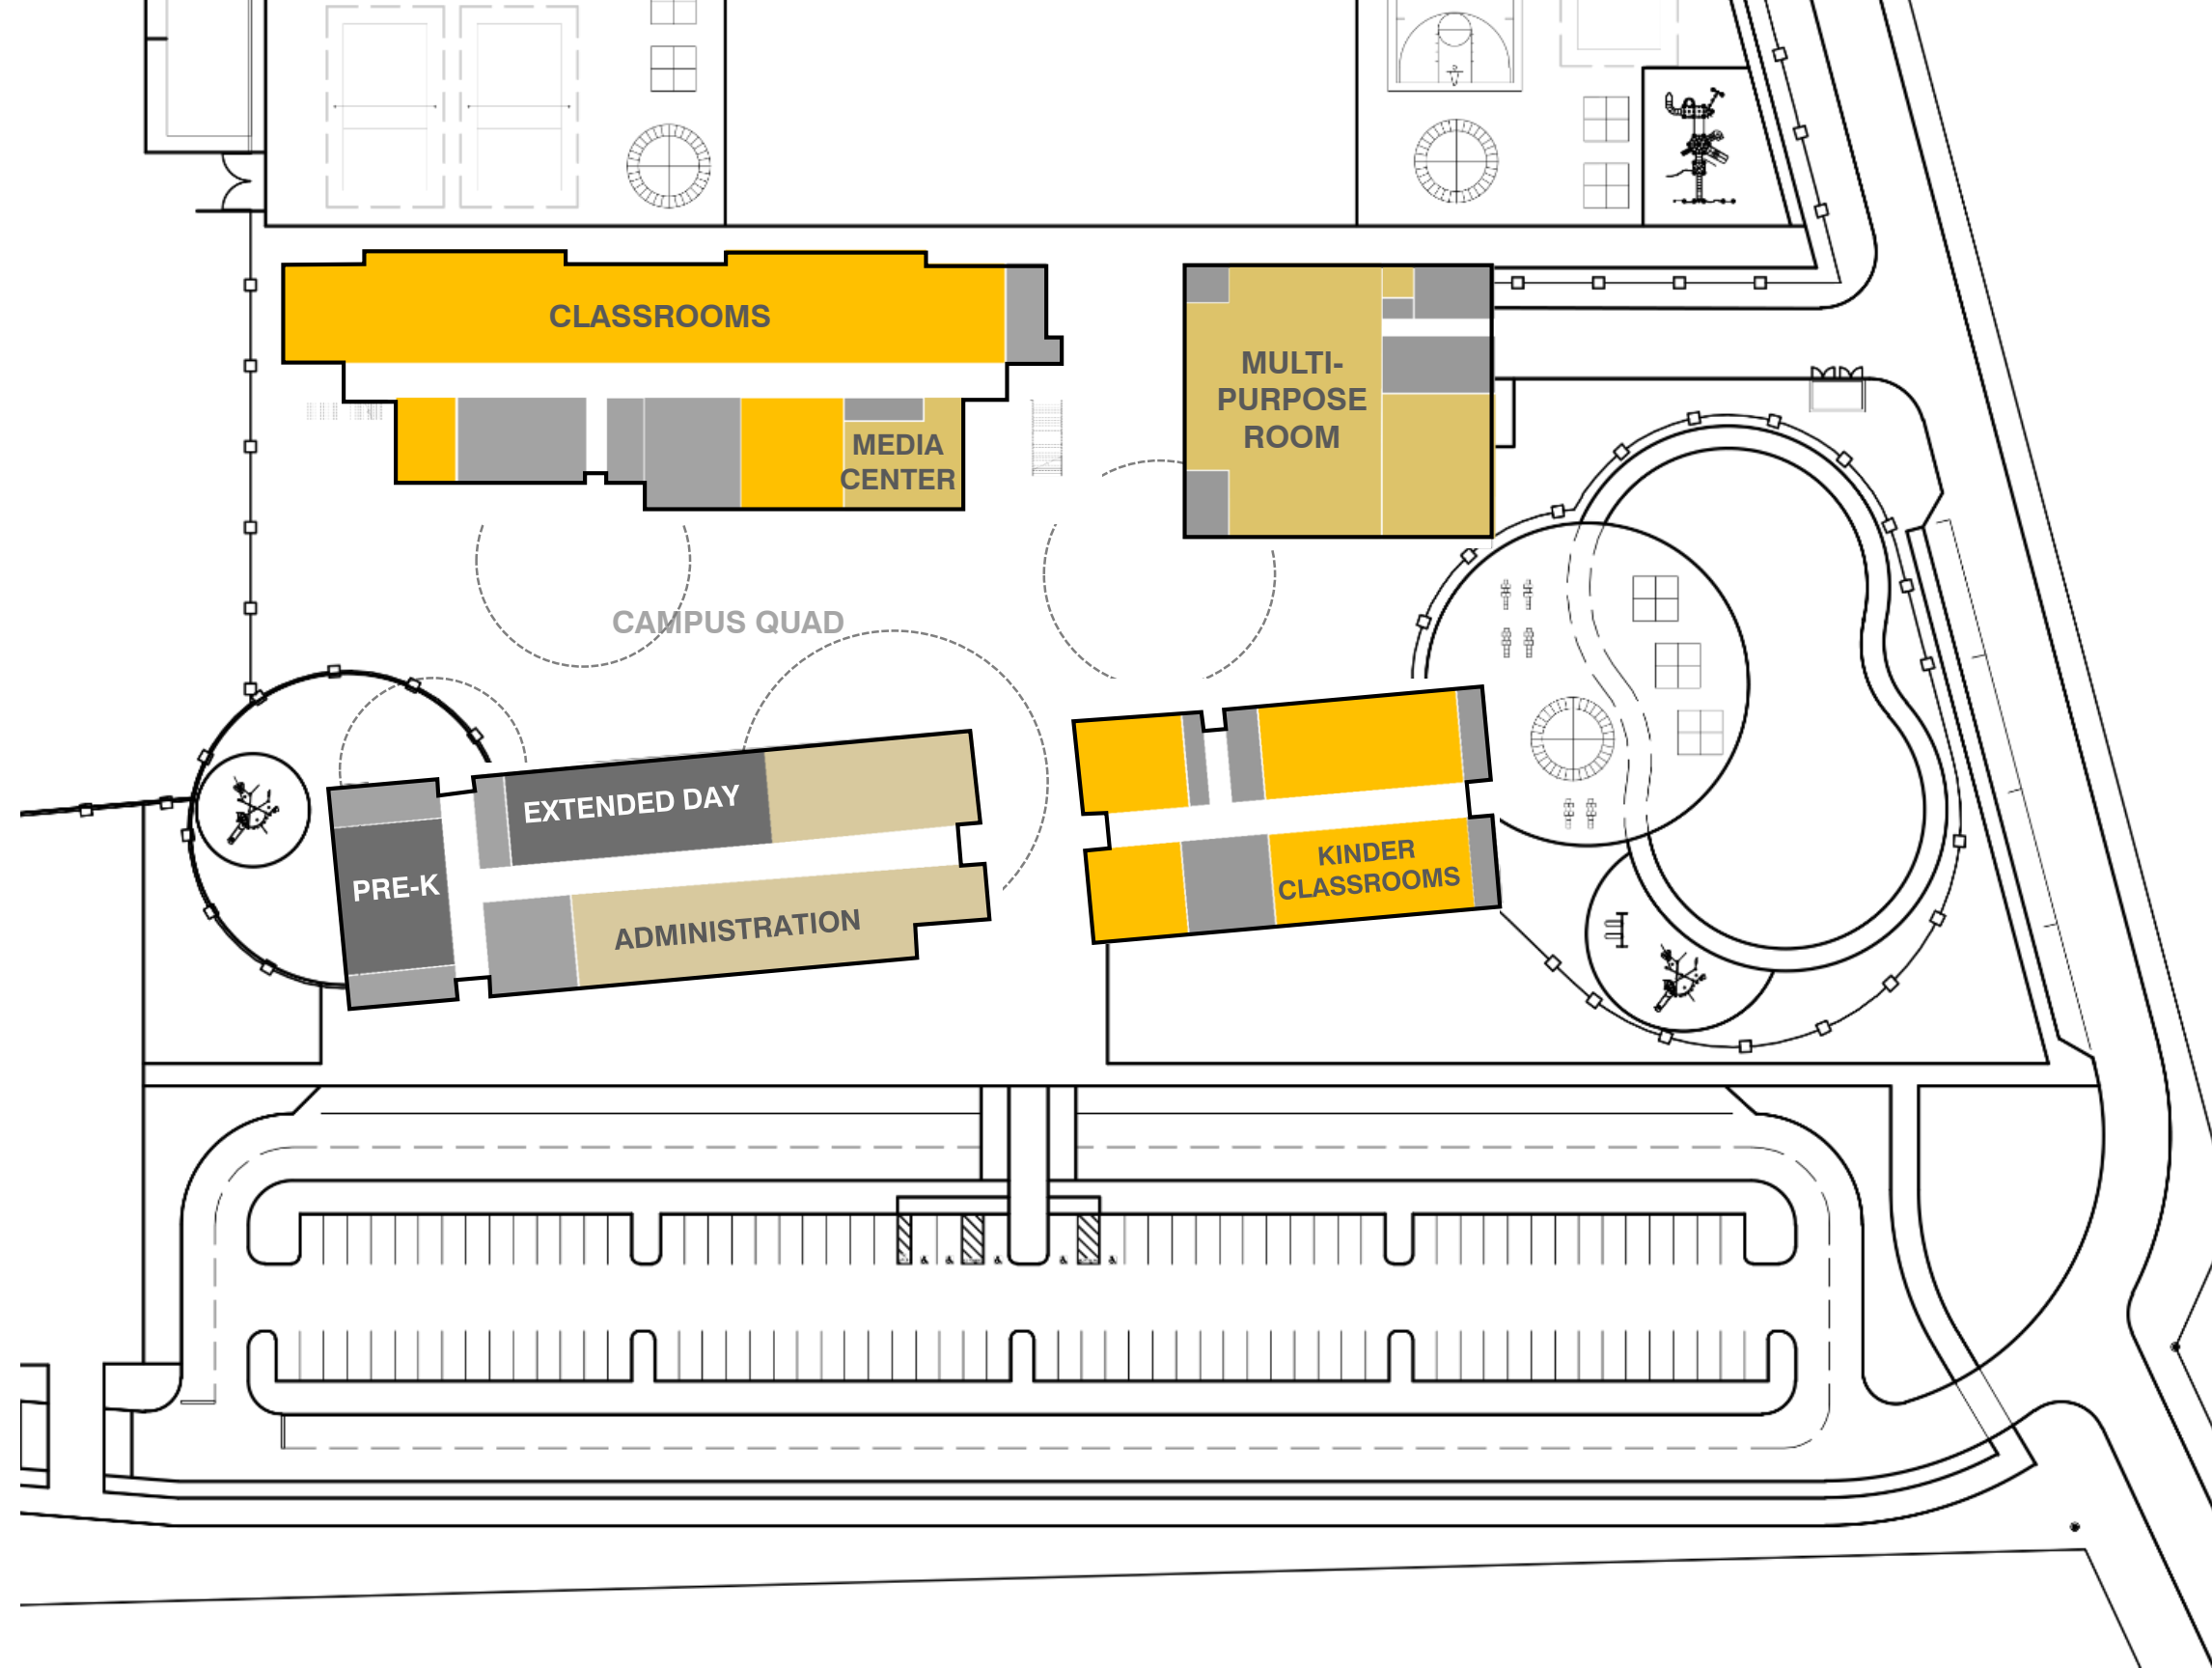 CLASSROOMS
MULTI-
PURPOSE
ROOM
MEDIA
CENTER
CAMPUS QUAD
EXTENDED DAY
PRE-K
ADMINISTRATION
KINDER
CLASSROOMS